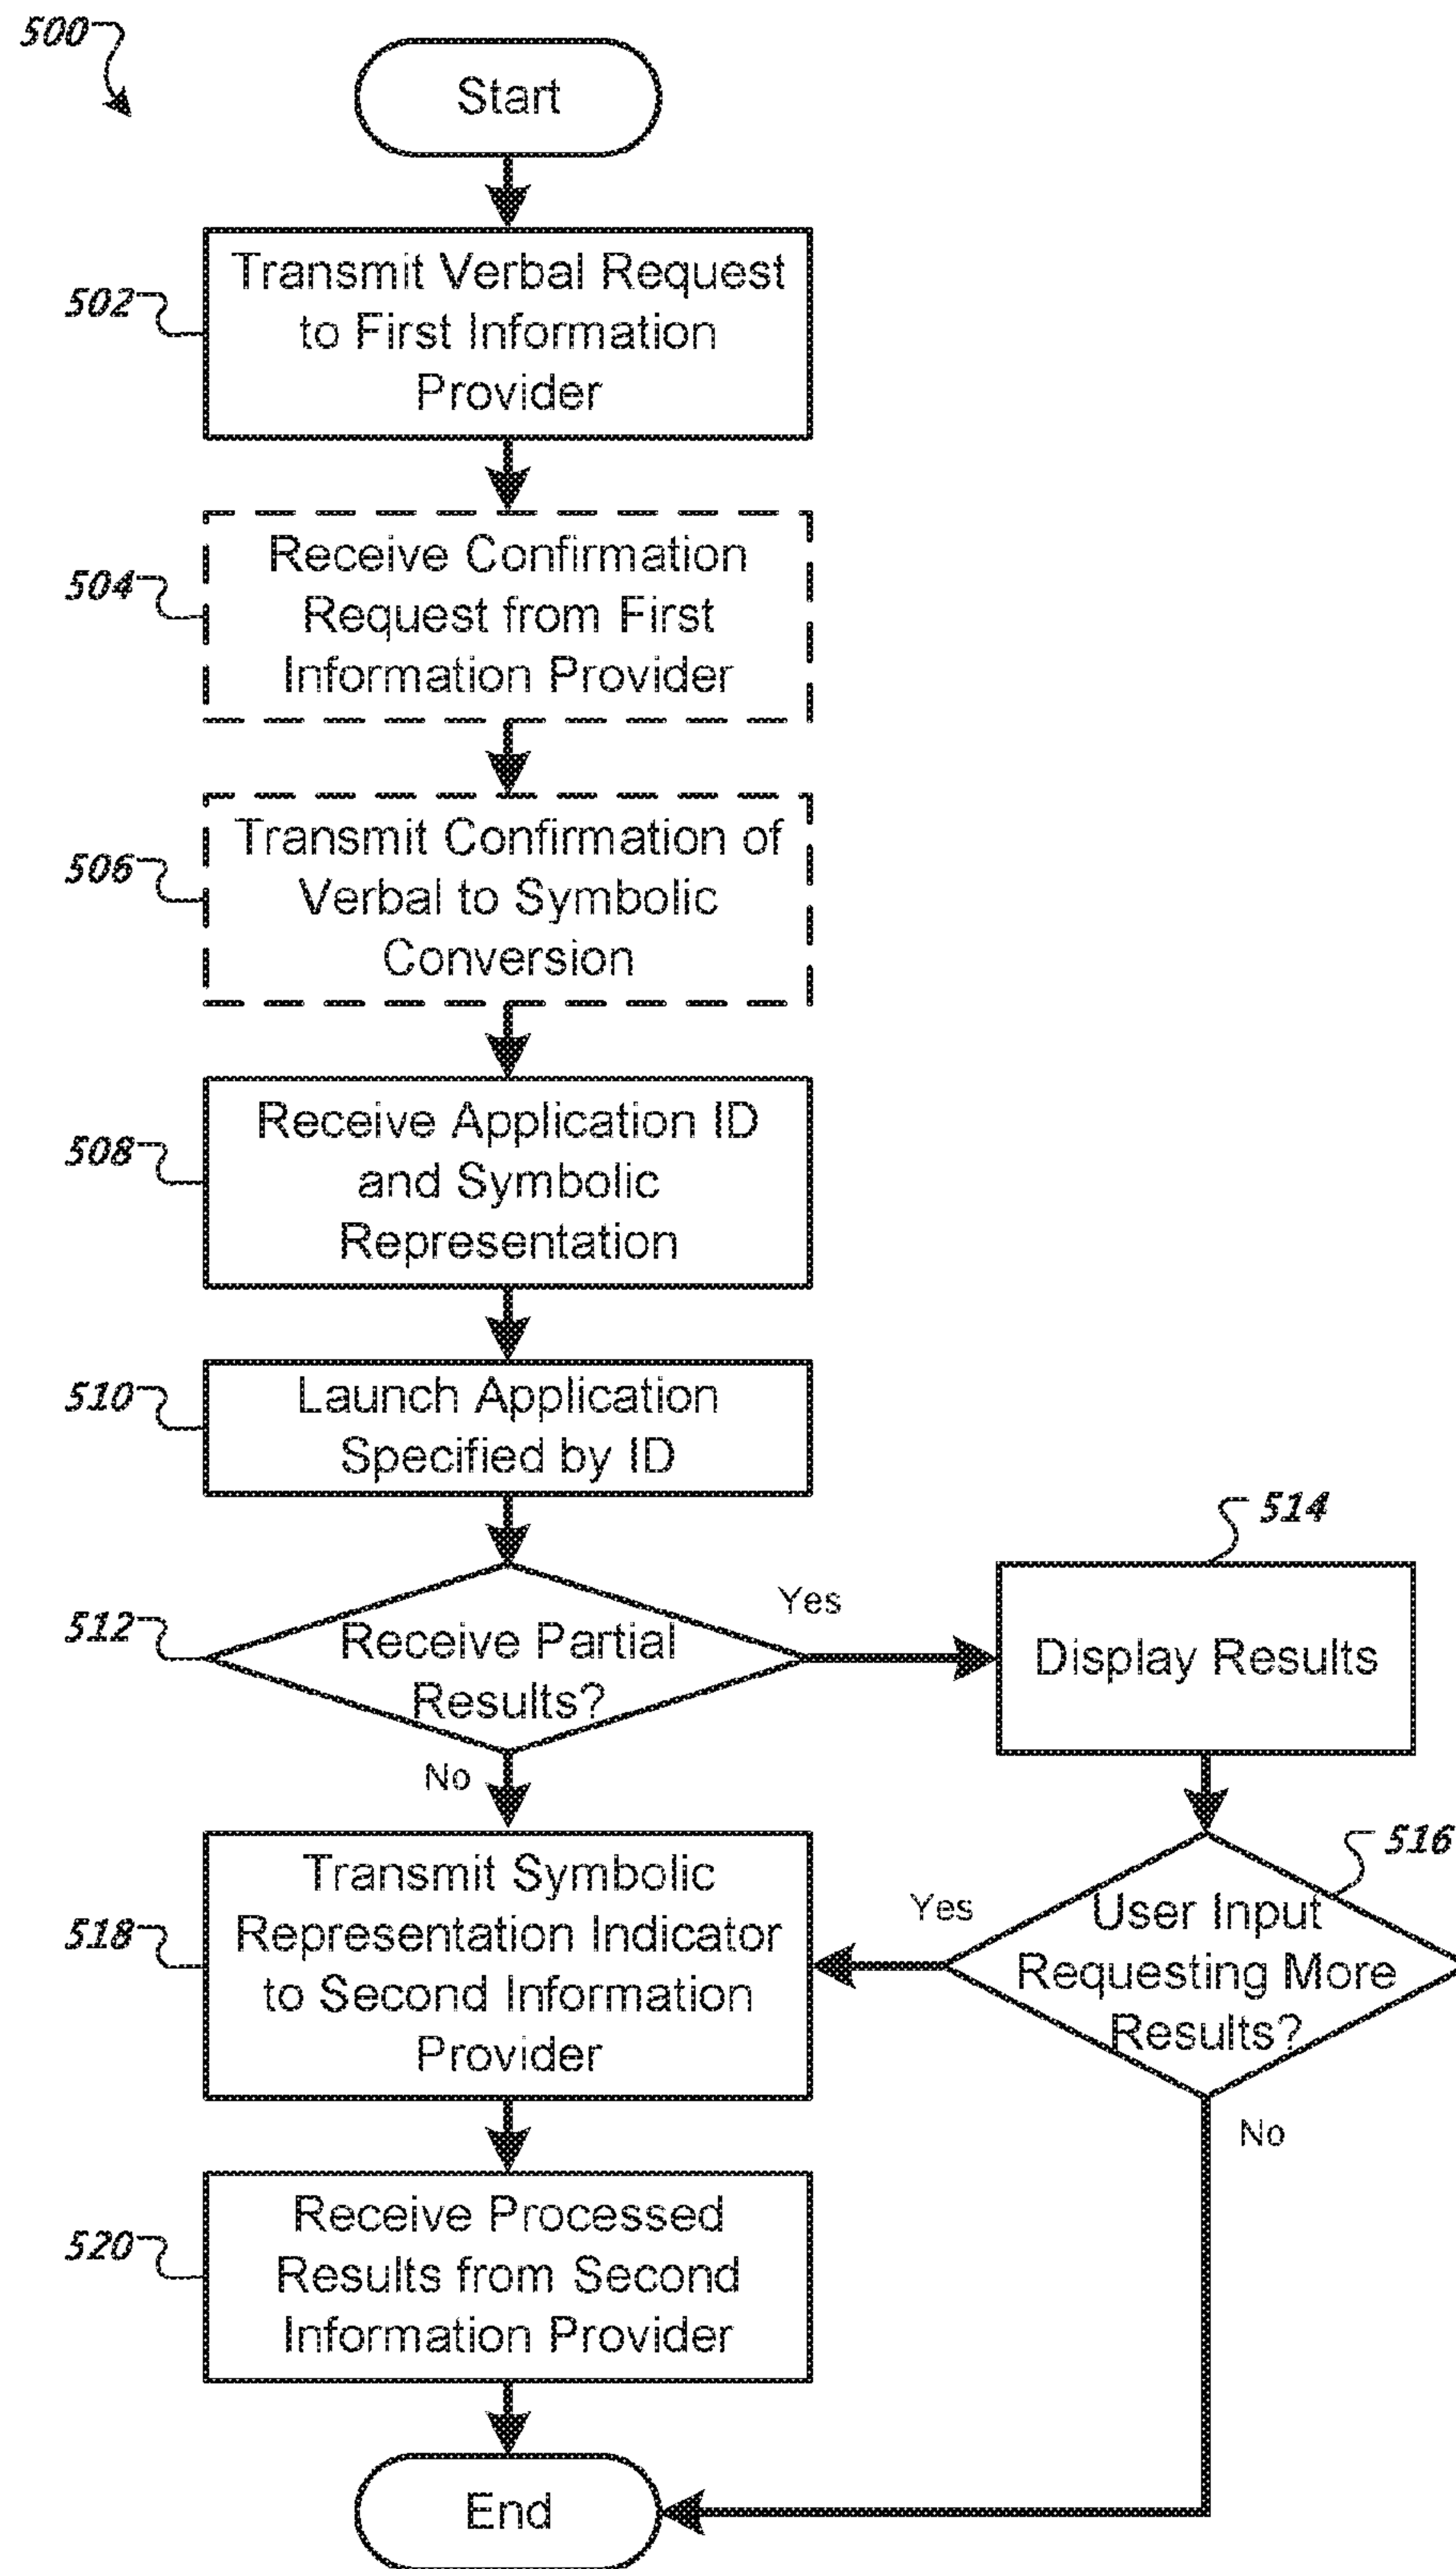 500
Start
502
Transmit Verbal Request
to First Information
Provider
504
Receive Confirmation
Request from First
Information Provider
506
Transmit Confirmation of
Verbal to Symbolic
Conversion
508
Receive Application ID
and Symbolic
Representation
510
Launch Application
Specified by ID
512
Receive Partial
Results?
Yes
No
514
Display Results
516
User Input
Requesting More
Results?
Yes
No
518
Transmit Symbolic
Representation Indicator
to Second Information
Provider
520
Receive Processed
Results from Second
Information Provider
End